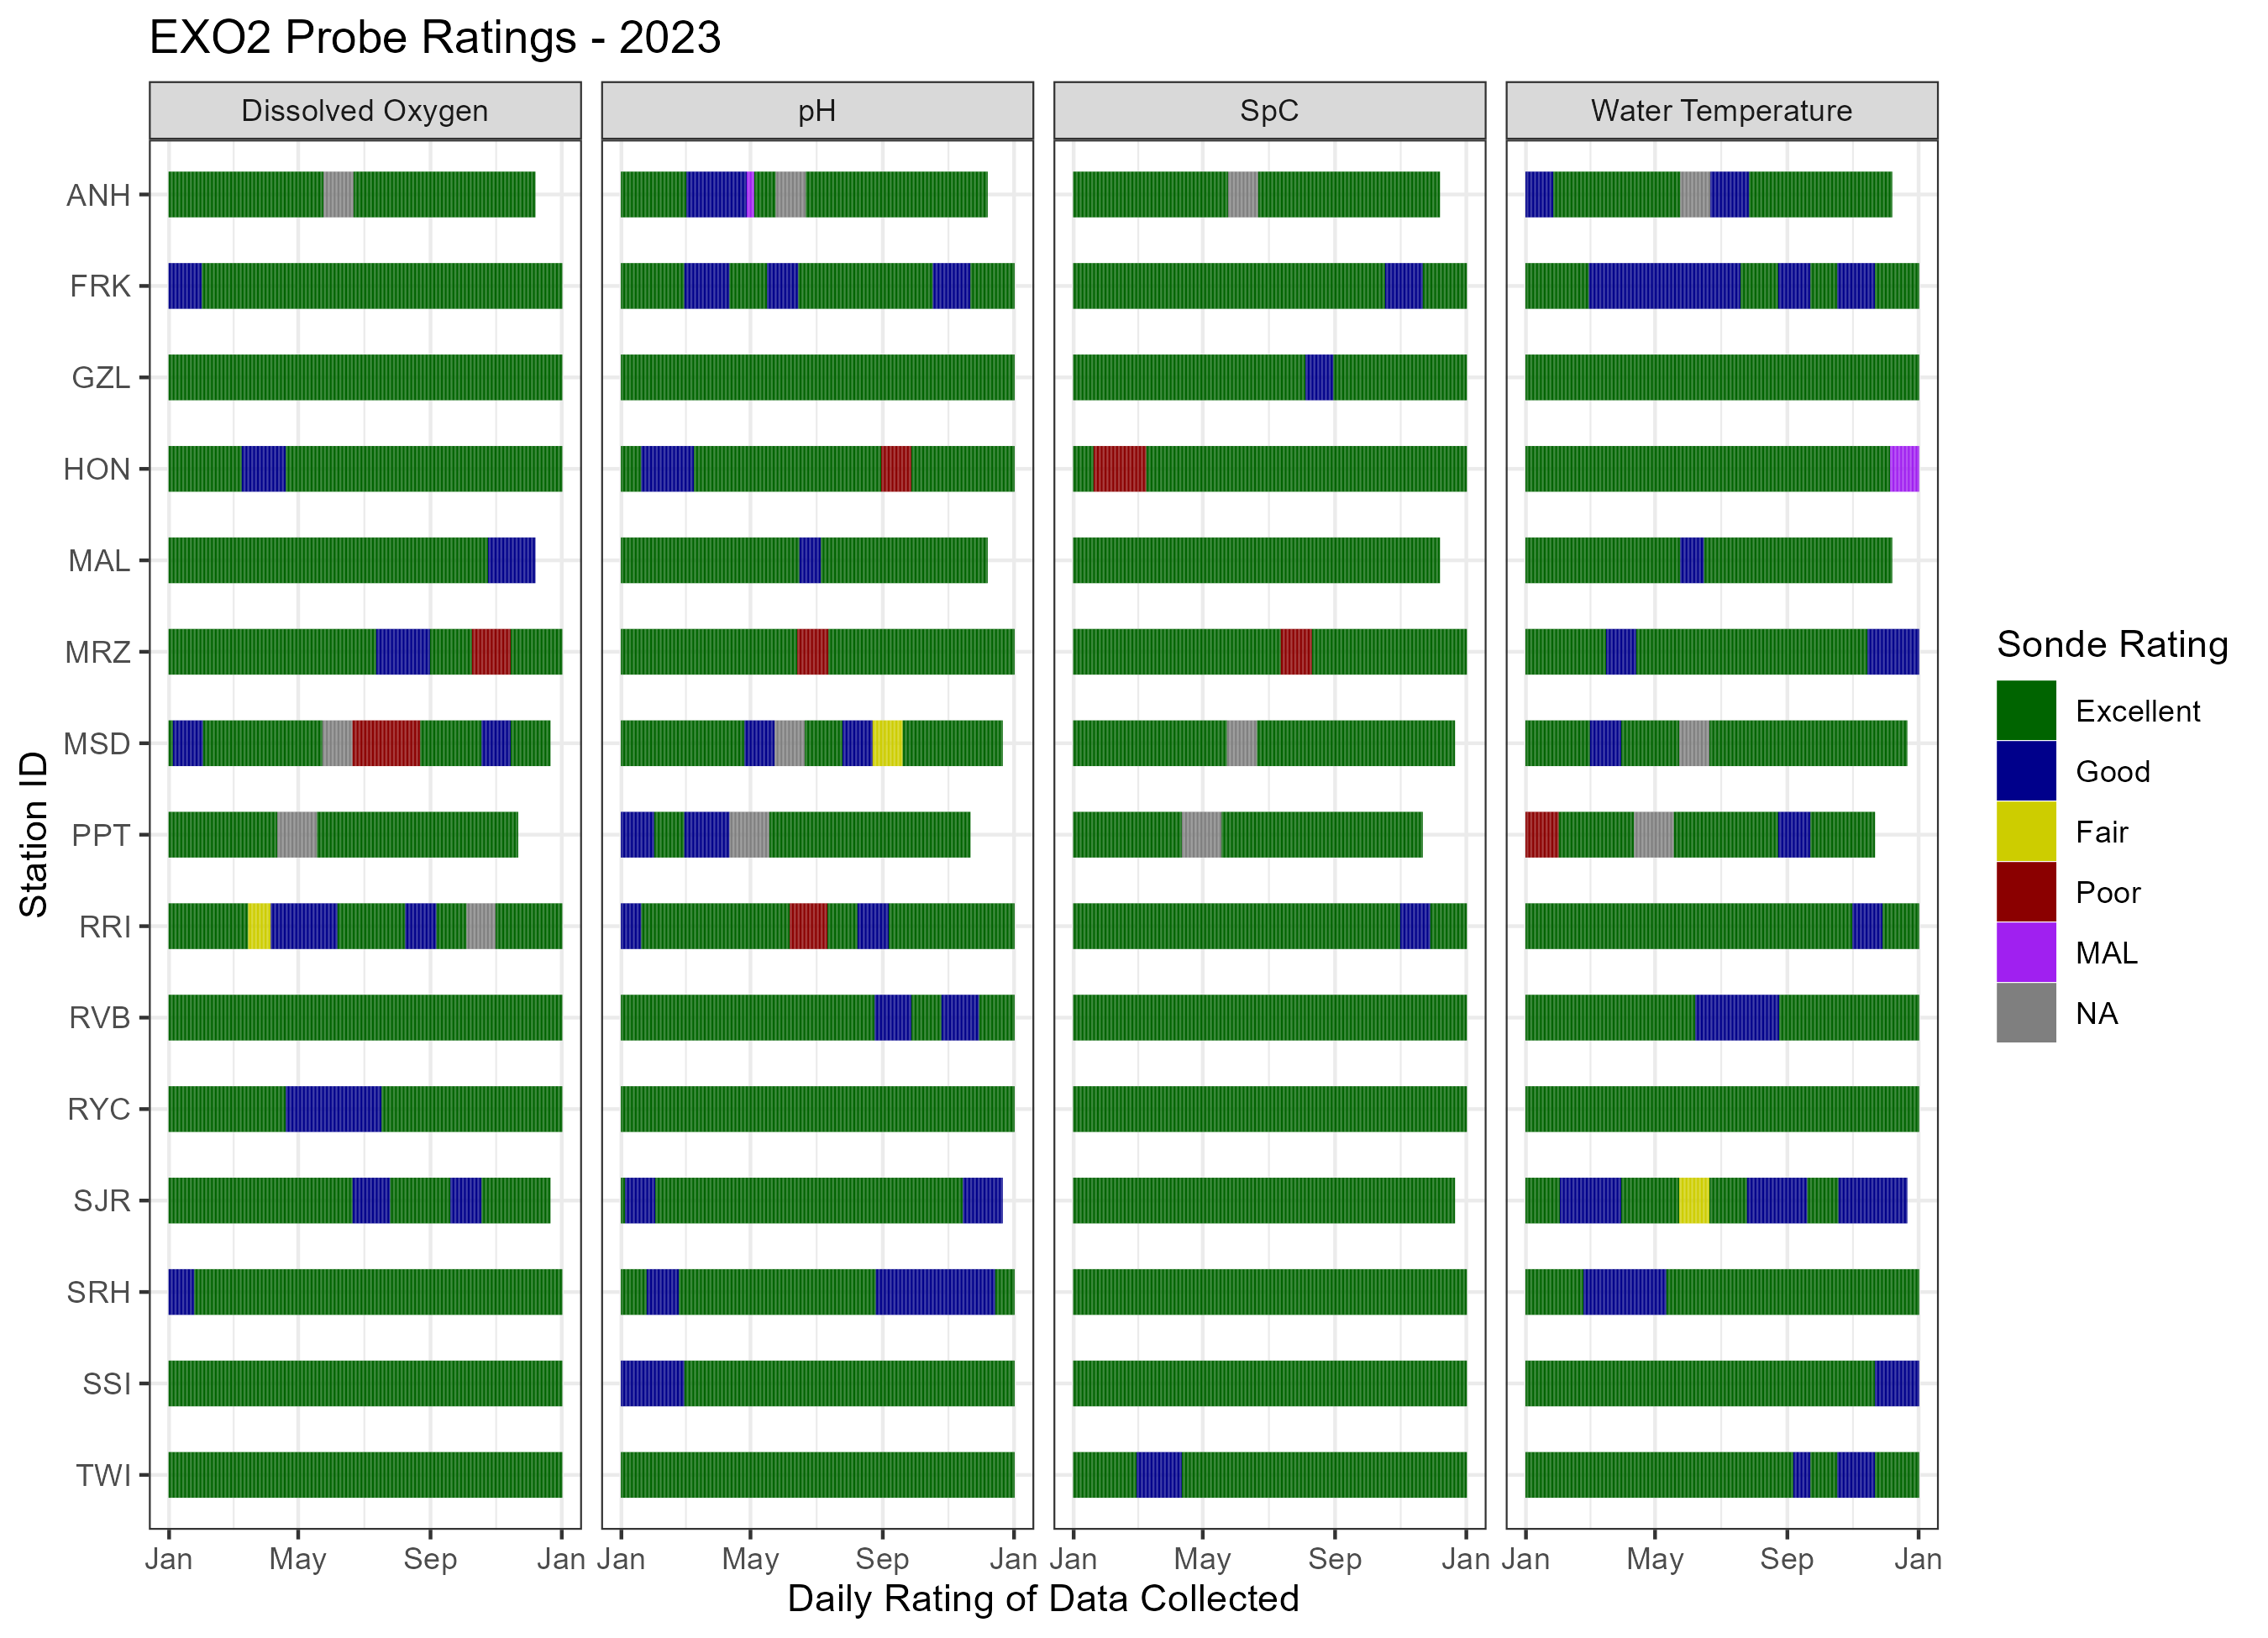 EXO2 Probe Ratings - 2023
Dissolved Oxygen
pH
SpC
Water Temperature
Station ID
ANH
FRK
GZL
HON
MAL
MRZ
MSD
PPT
RRI
RVB
RYC
SJR
SRH
SSI
TWI
Jan May Sep Jan
Jan May Sep Jan
Jan May Sep Jan
Jan May Sep Jan
Daily Rating of Data Collected
Sonde Rating
Excellent
Good
Fair
Poor
MAL
NA